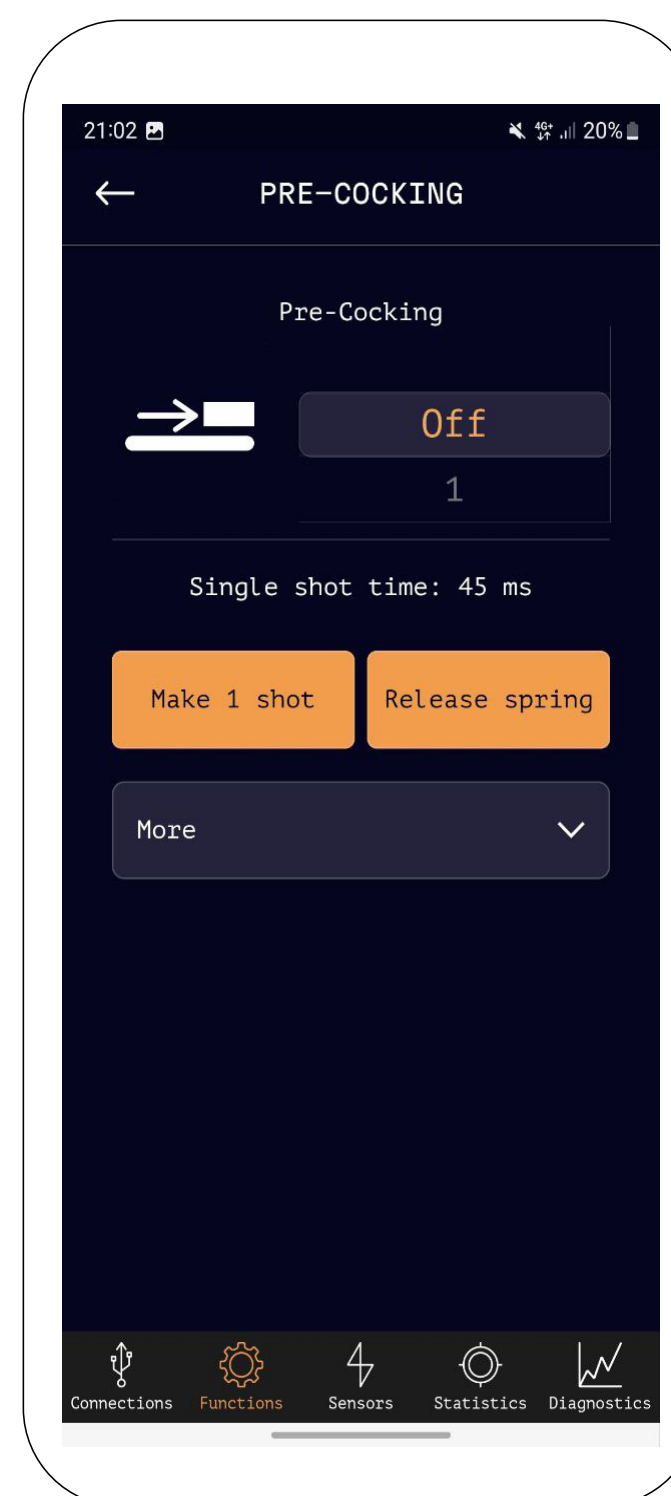 21:02 4G+ 20%
PRE-COCKING
Pre-Cocking
Off
1
Single shot time: 45 ms
Make 1 shot Release spring
More
Connections Functions Sensors Statistics Diagnostics